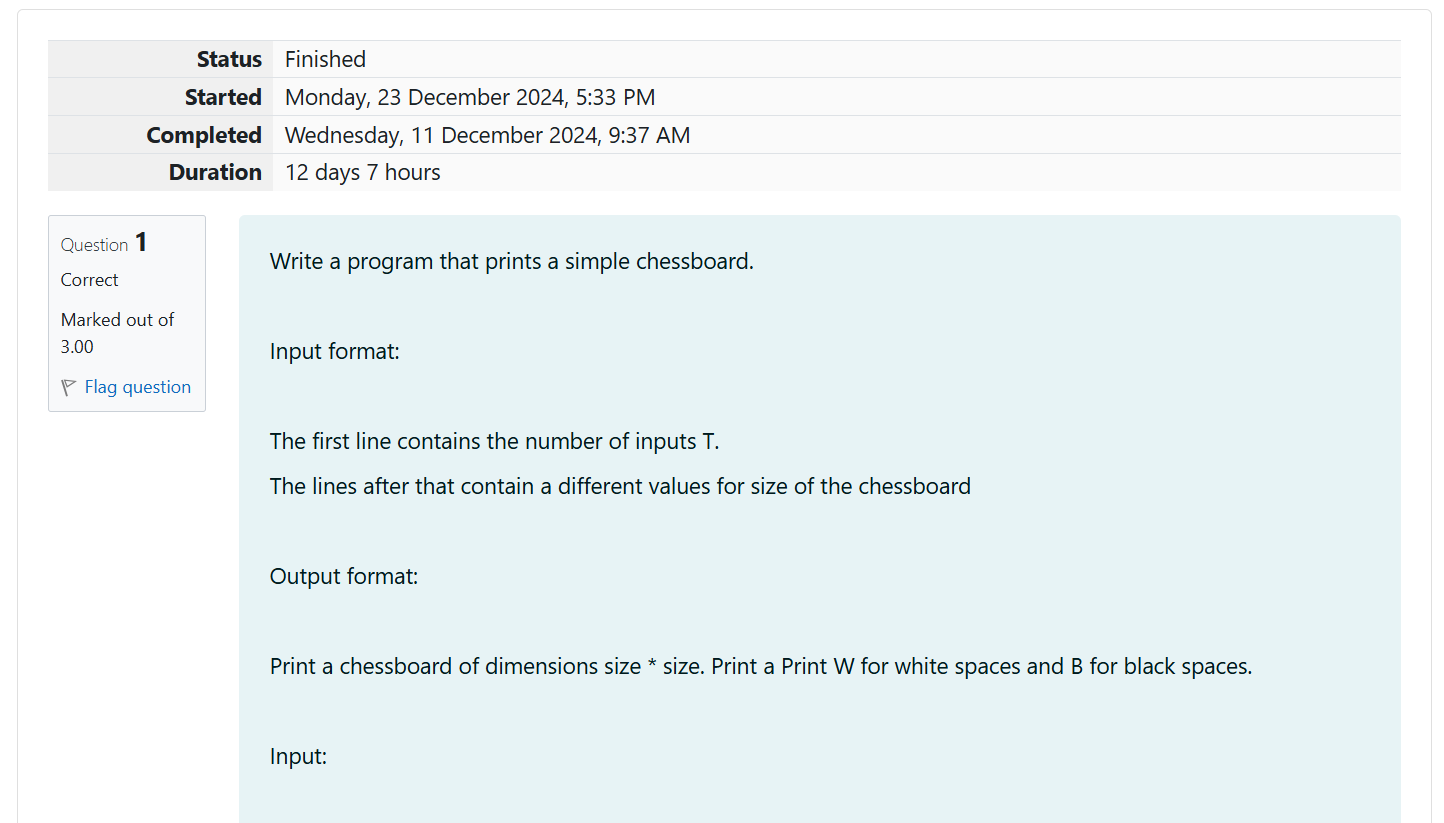 Status Finished
Started Monday, 23 December 2024, 5:33 PM
Completed Wednesday, 11 December 2024, 9:37 AM
Duration 12 days 7 hours
Question 1
Correct
Marked out of
3.00
Flag question
Write a program that prints a simple chessboard.
Input format:
The first line contains the number of inputs T.
The lines after that contain a different values for size of the chessboard
Output format:
Print a chessboard of dimensions size * size. Print a Print W for white spaces and B for black spaces.
Input: